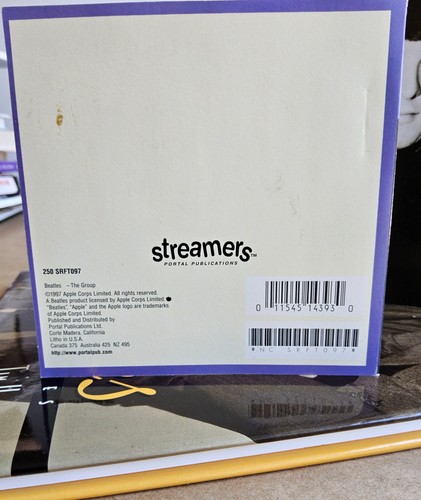 streamers™
PORTAL PUBLICATIONS
250 SRFT097
Beatles – The Group
©1997 Apple Corps Limited. All rights reserved.
A Beatles product licensed by Apple Corps Limited.
"Beatles", "Apple" and the Apple logo are trademarks
of Apple Corps Limited.
Published and Distributed by
Portal Publications Ltd.
Corte Madera, California
Litho in U.S.A.
Canada 375 Australia 425 NZ 495
http://www.portalpub.com
0 11545 14393 0
*NC SRFT097*